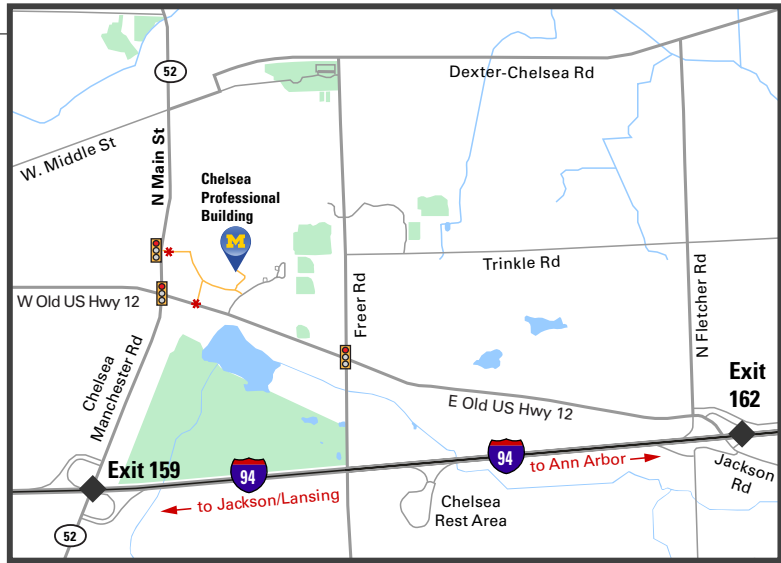 52
Dexter-Chelsea Rd
W. Middle St
N Main St
Chelsea
Professional
Building
M
Trinkle Rd
W Old US Hwy 12
Freer Rd
N Fletcher Rd
Chelsea
Manchester Rd
Exit
162
E Old US Hwy 12
Exit 159
94
94
to Ann Arbor
Jackson
Rd
to Jackson/Lansing
Chelsea
Rest Area
52